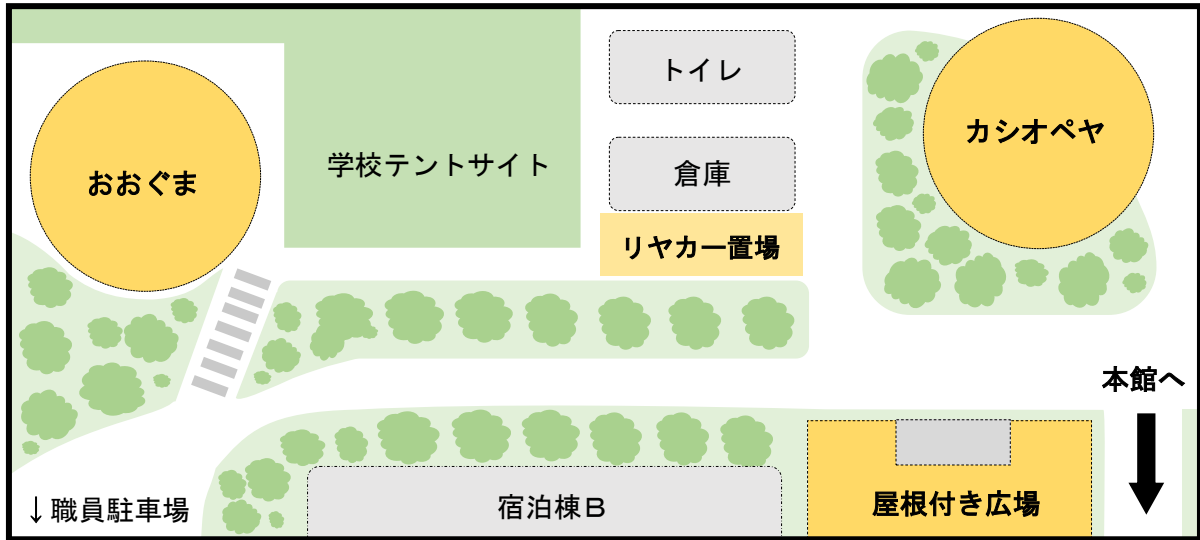 トイレ
カシオペヤ
学校テントサイト
倉庫
おおぐま
リヤカー置場
本館へ
↓職員駐車場
宿泊棟B
屋根付き広場